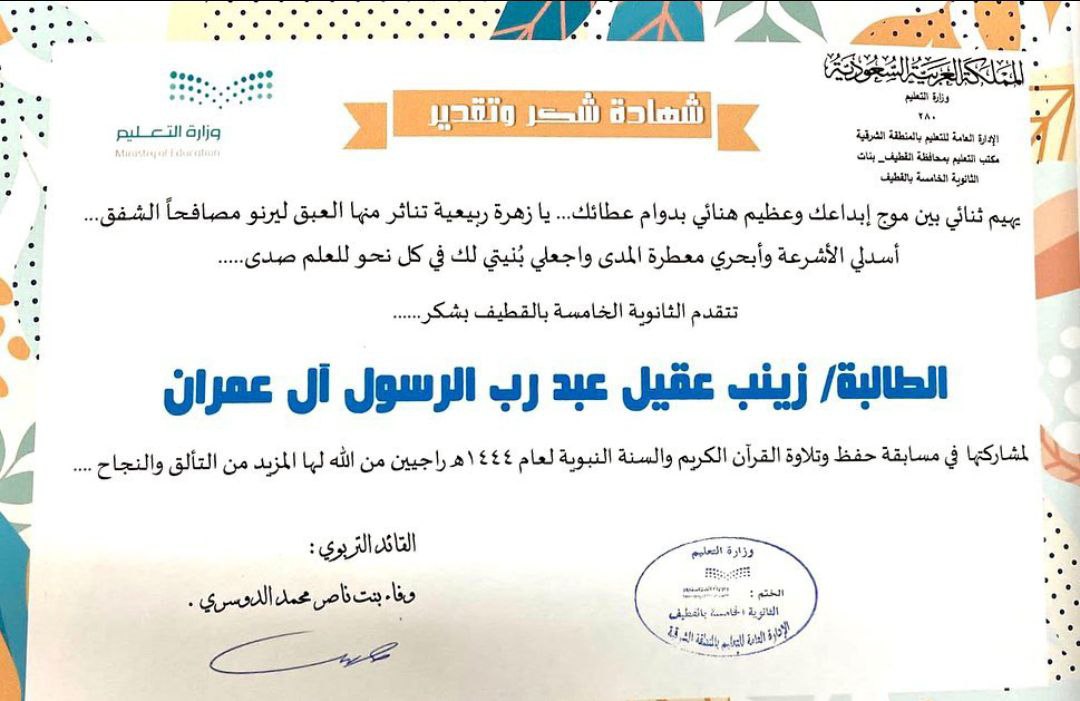 المملكة العربية السعودية
وزارة التعليم
٢٨٠
الإدارة العامة للتعليم بالمنطقة الشرقية
مكتب التعليم بمحافظة القطيف_ بنات
الثانوية الخامسة بالقطيف
شهادة شكر وتقدير
وزارة التعليم
Ministry of Education
يهيم ثنائي بين موج إبداعك وعظيم هنائي بدوام عطائك... يا زهرة ربيعية تناثر منها العبق ليرنو مصافحاً الشفق...
أسدلي الأشرعة وأبحري معطرة المدى واجعلي بُنيتي لك في كل نحو للعلم صدى.....
تتقدم الثانوية الخامسة بالقطيف بشكر......
الطالبة/ زينب عقيل عبد رب الرسول آل عمران
لمشاركتها في مسابقة حفظ وتلاوة القرآن الكريم والسنة النبوية لعام ١٤٤٤هـ راجيين من الله لها المزيد من التألق والنجاح ....
القائد التربوي :
وفاء بنت ناصر محمد الدوسري .
وزارة التعليم
الختم :
الثانوية الخامسة بالقطيف
الإدارة العامة للتعليم بالمنطقة الشرقية